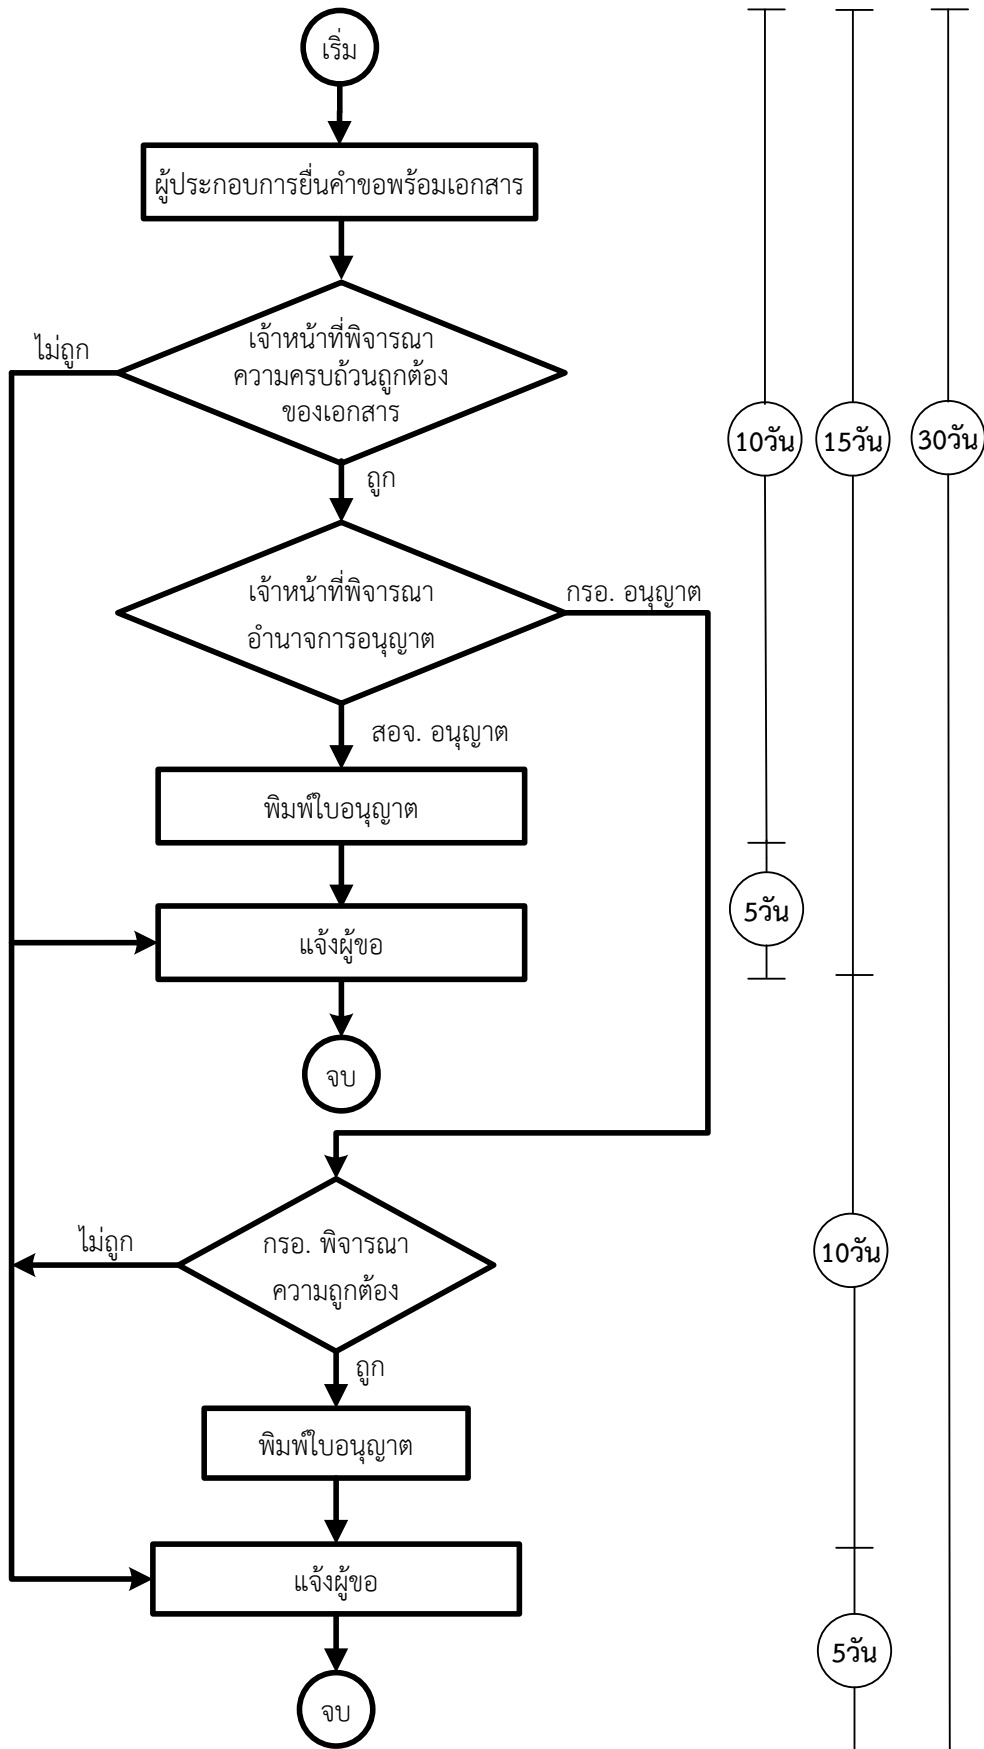 เริ่ม
ผู้ประกอบการยื่นคำขอพร้อมเอกสาร
เจ้าหน้าที่พิจารณา
ความครบถ้วนถูกต้อง
ของเอกสาร
ไม่ถูก
ถูก
10วัน
15วัน
30วัน
เจ้าหน้าที่พิจารณา
อำนาจการอนุญาต
กรอ. อนุญาต
สอจ. อนุญาต
พิมพ์ใบอนุญาต
แจ้งผู้ขอ
5วัน
จบ
กรอ. พิจารณา
ความถูกต้อง
ไม่ถูก
10วัน
ถูก
พิมพ์ใบอนุญาต
แจ้งผู้ขอ
5วัน
จบ